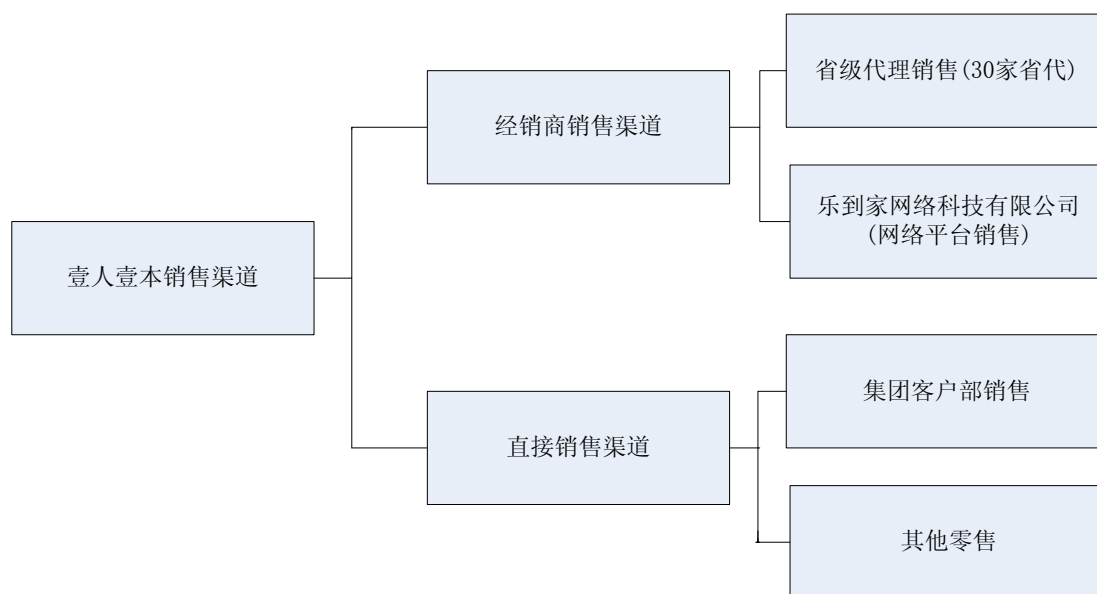 壹人壹本销售渠道
经销商销售渠道
省级代理销售(30家省代)
乐到家网络科技有限公司
(网络平台销售)
直接销售渠道
集团客户部销售
其他零售